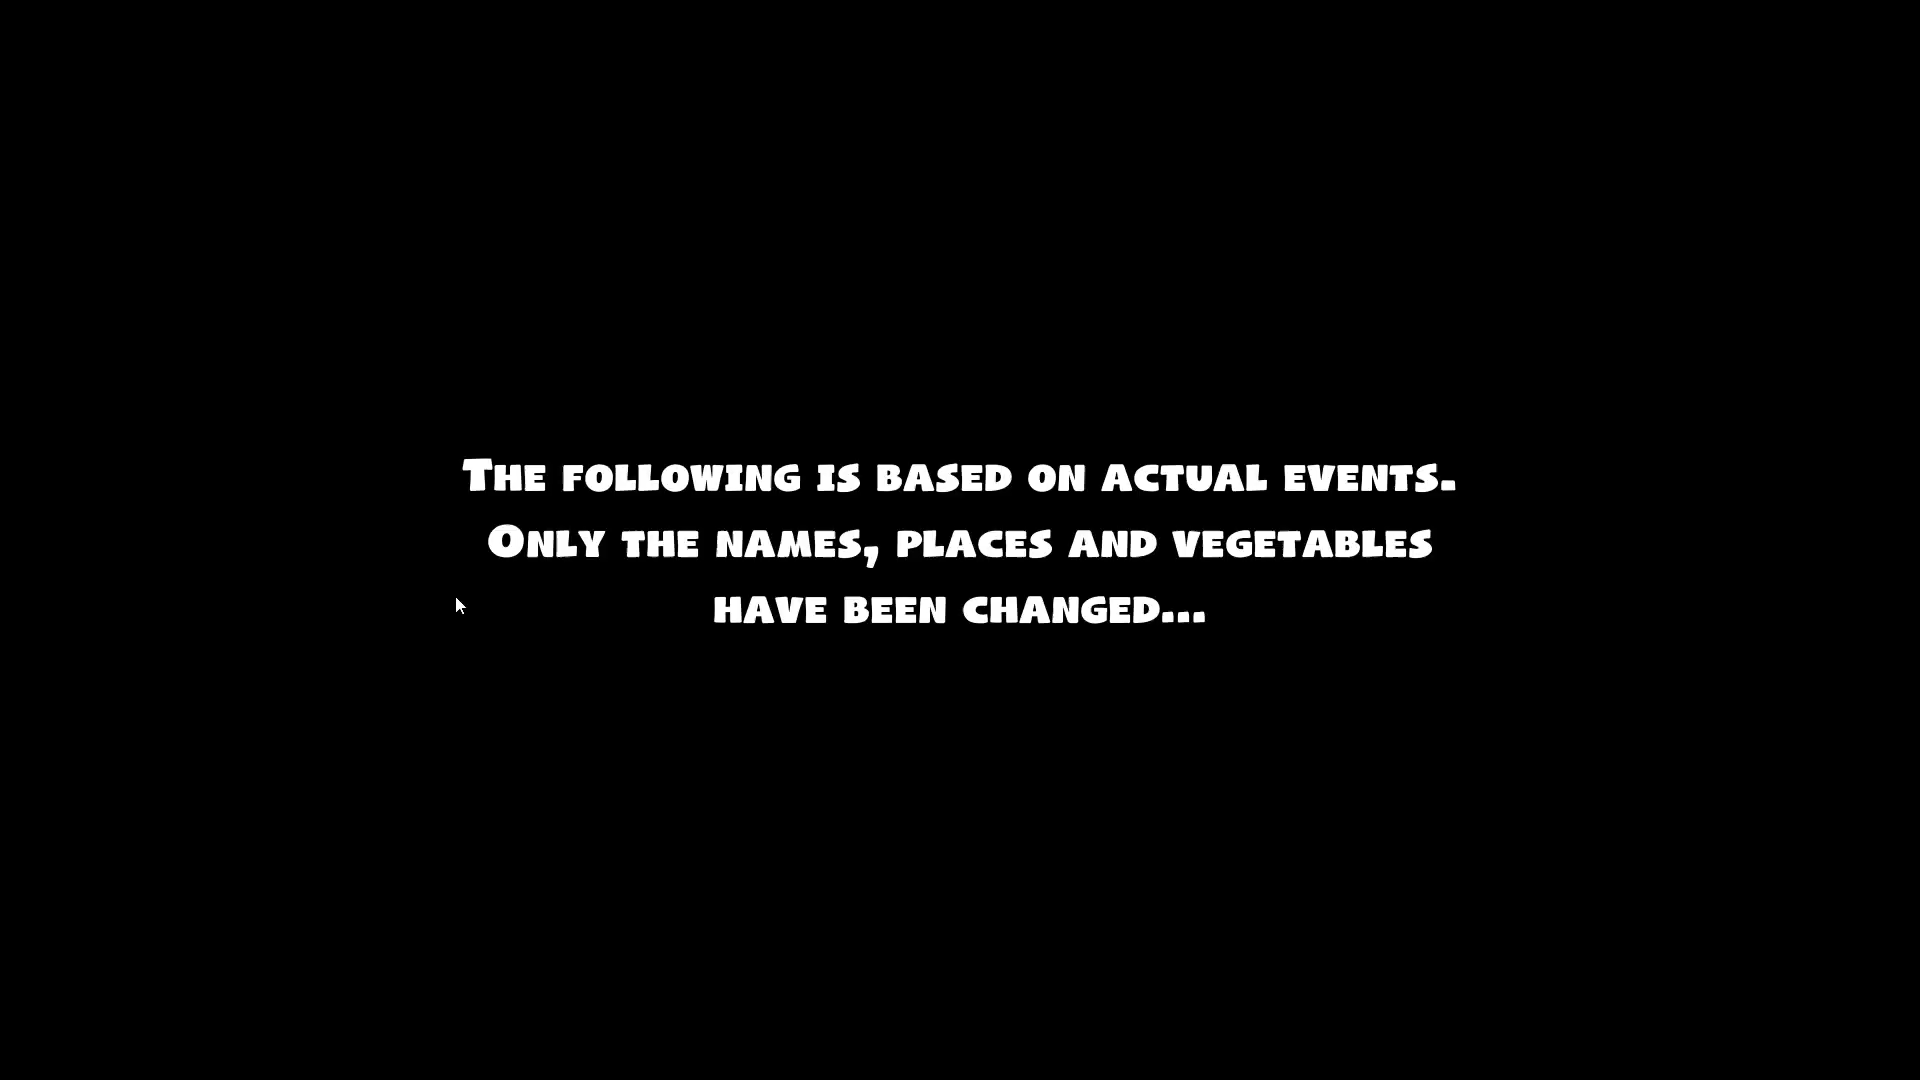 The following is based on actual events.
Only the names, places and vegetables
have been changed...